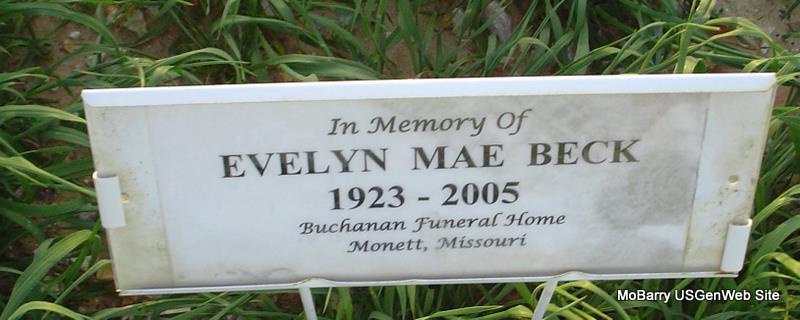 In Memory Of
EVELYN MAE BECK
1923 - 2005
Buchanan Funeral Home
Monett, Missouri
MoBarry USGenWeb Site